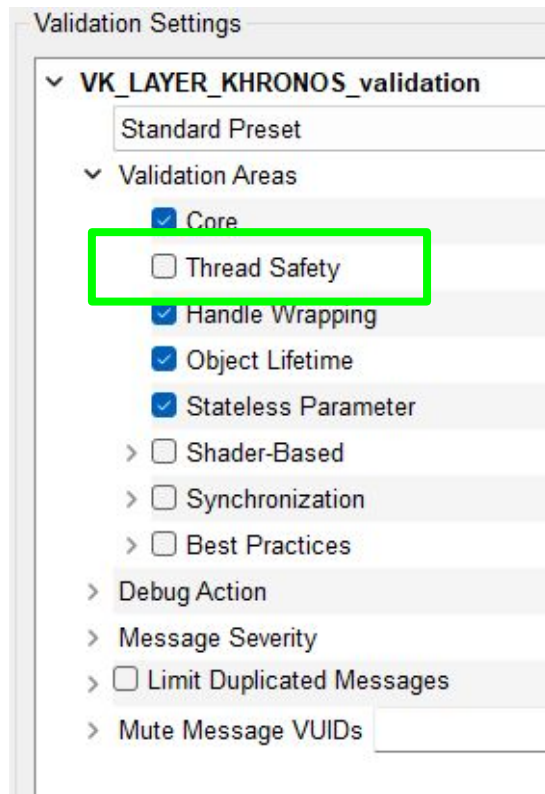 Validation Settings
VK_LAYER_KHRONOS_validation
Standard Preset
Validation Areas
Core
Thread Safety
Handle Wrapping
Object Lifetime
Stateless Parameter
Shader-Based
Synchronization
Best Practices
Debug Action
Message Severity
Limit Duplicated Messages
Mute Message VUIDs